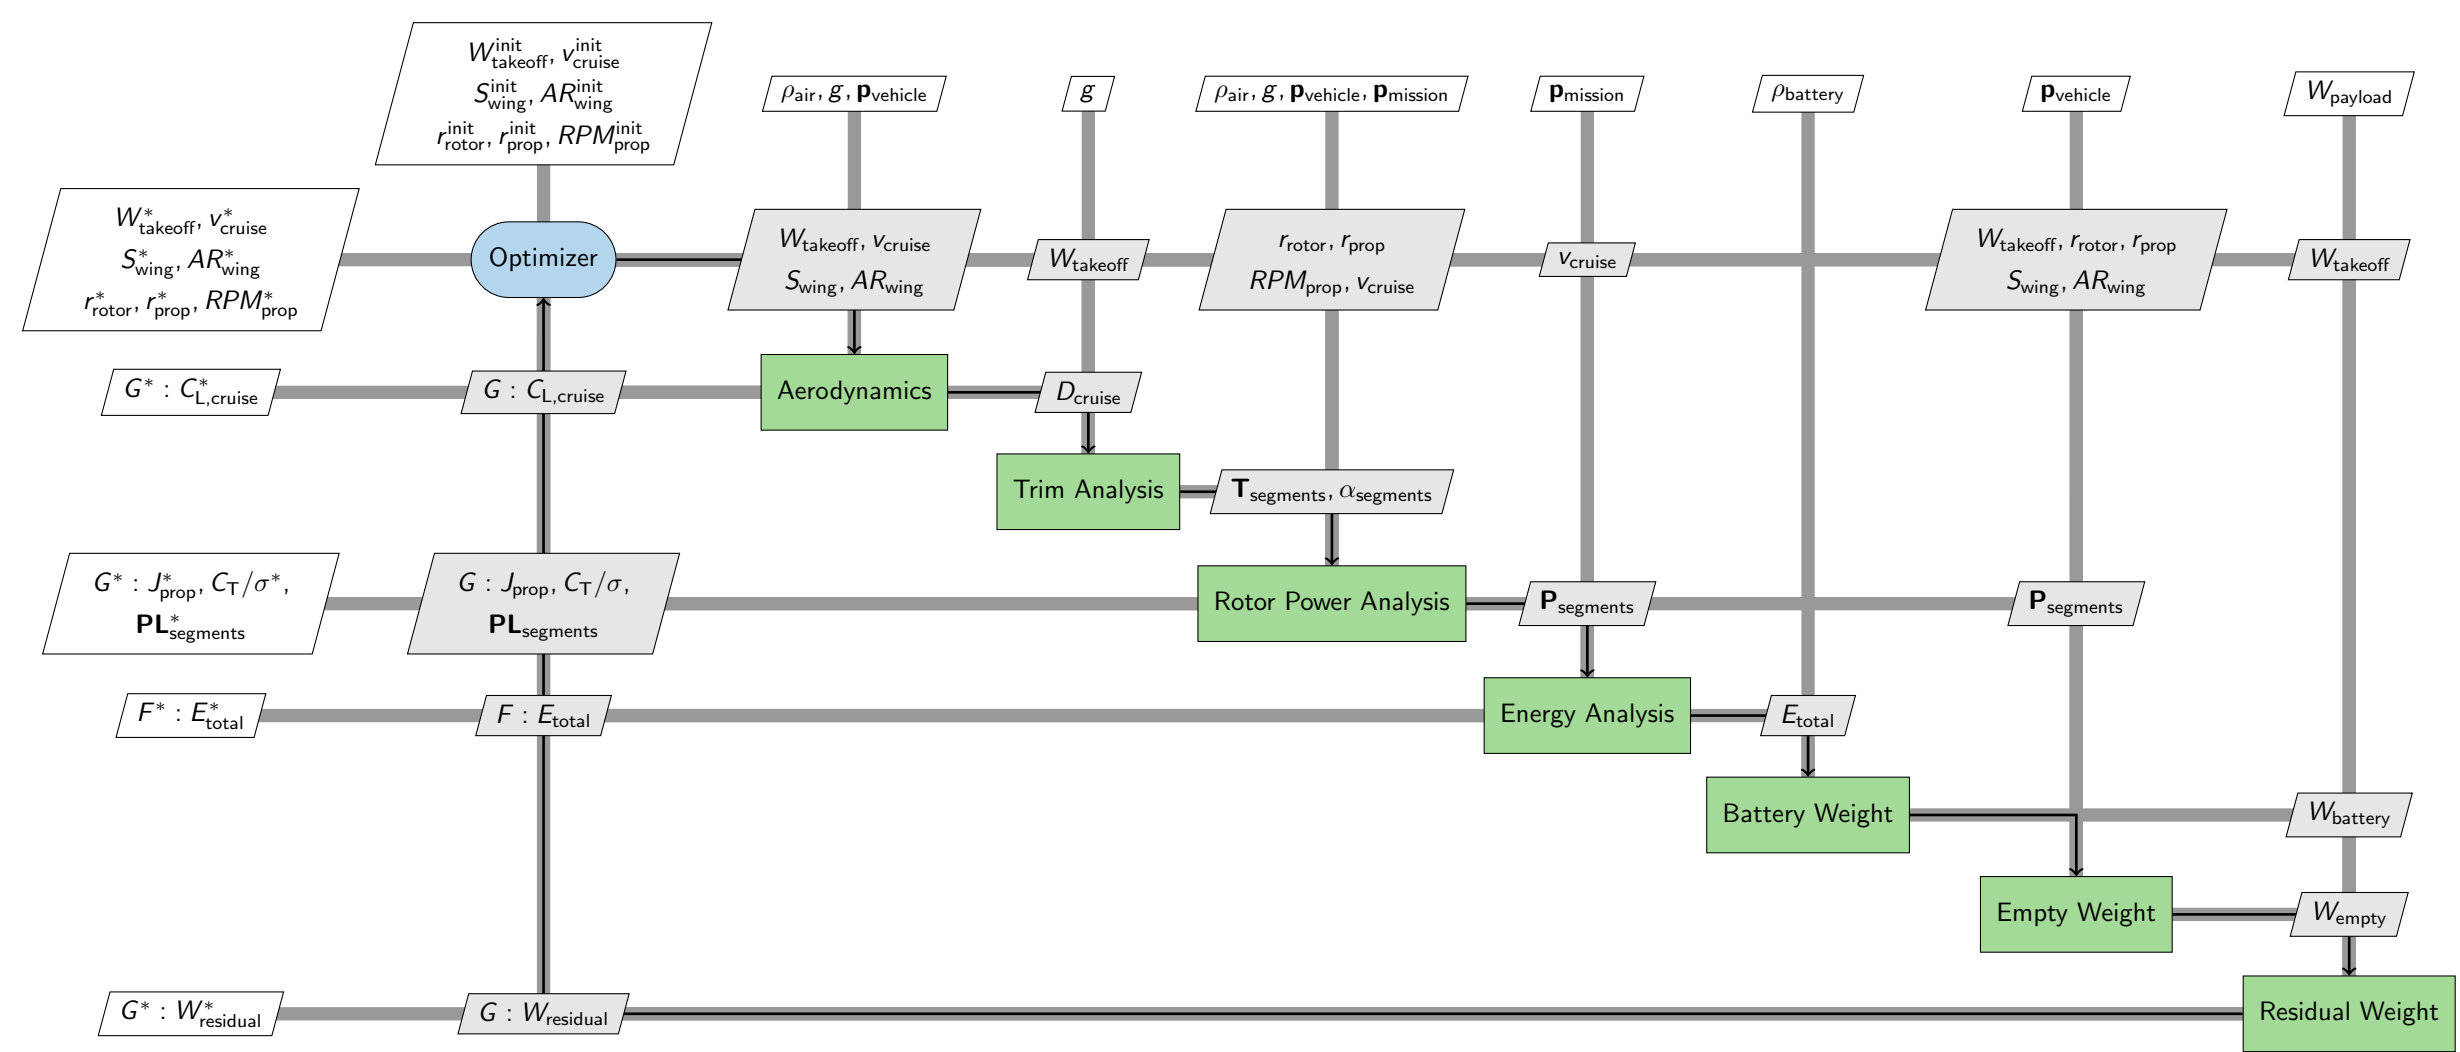 W^init_takeoff, v^init_cruise
S^init_wing, AR^init_wing
r^init_rotor, r^init_prop, RPM^init_prop
ρ_air, g, p_vehicle
g
ρ_air, g, p_vehicle, p_mission
p_mission
ρ_battery
p_vehicle
W_payload
W*_takeoff, v*_cruise
S*_wing, AR*_wing
r*_rotor, r*_prop, RPM*_prop
Optimizer
W_takeoff, v_cruise
S_wing, AR_wing
W_takeoff
r_rotor, r_prop
RPM_prop, v_cruise
v_cruise
W_takeoff, r_rotor, r_prop
S_wing, AR_wing
W_takeoff
G* : C*_L,cruise
G : C_L,cruise
Aerodynamics
D_cruise
Trim Analysis
T_segments, α_segments
G* : J*_prop, C_T/σ*,
PL*_segments
G : J_prop, C_T/σ,
PL_segments
Rotor Power Analysis
P_segments
P_segments
F* : E*_total
F : E_total
Energy Analysis
E_total
Battery Weight
W_battery
Empty Weight
W_empty
G* : W*_residual
G : W_residual
Residual Weight